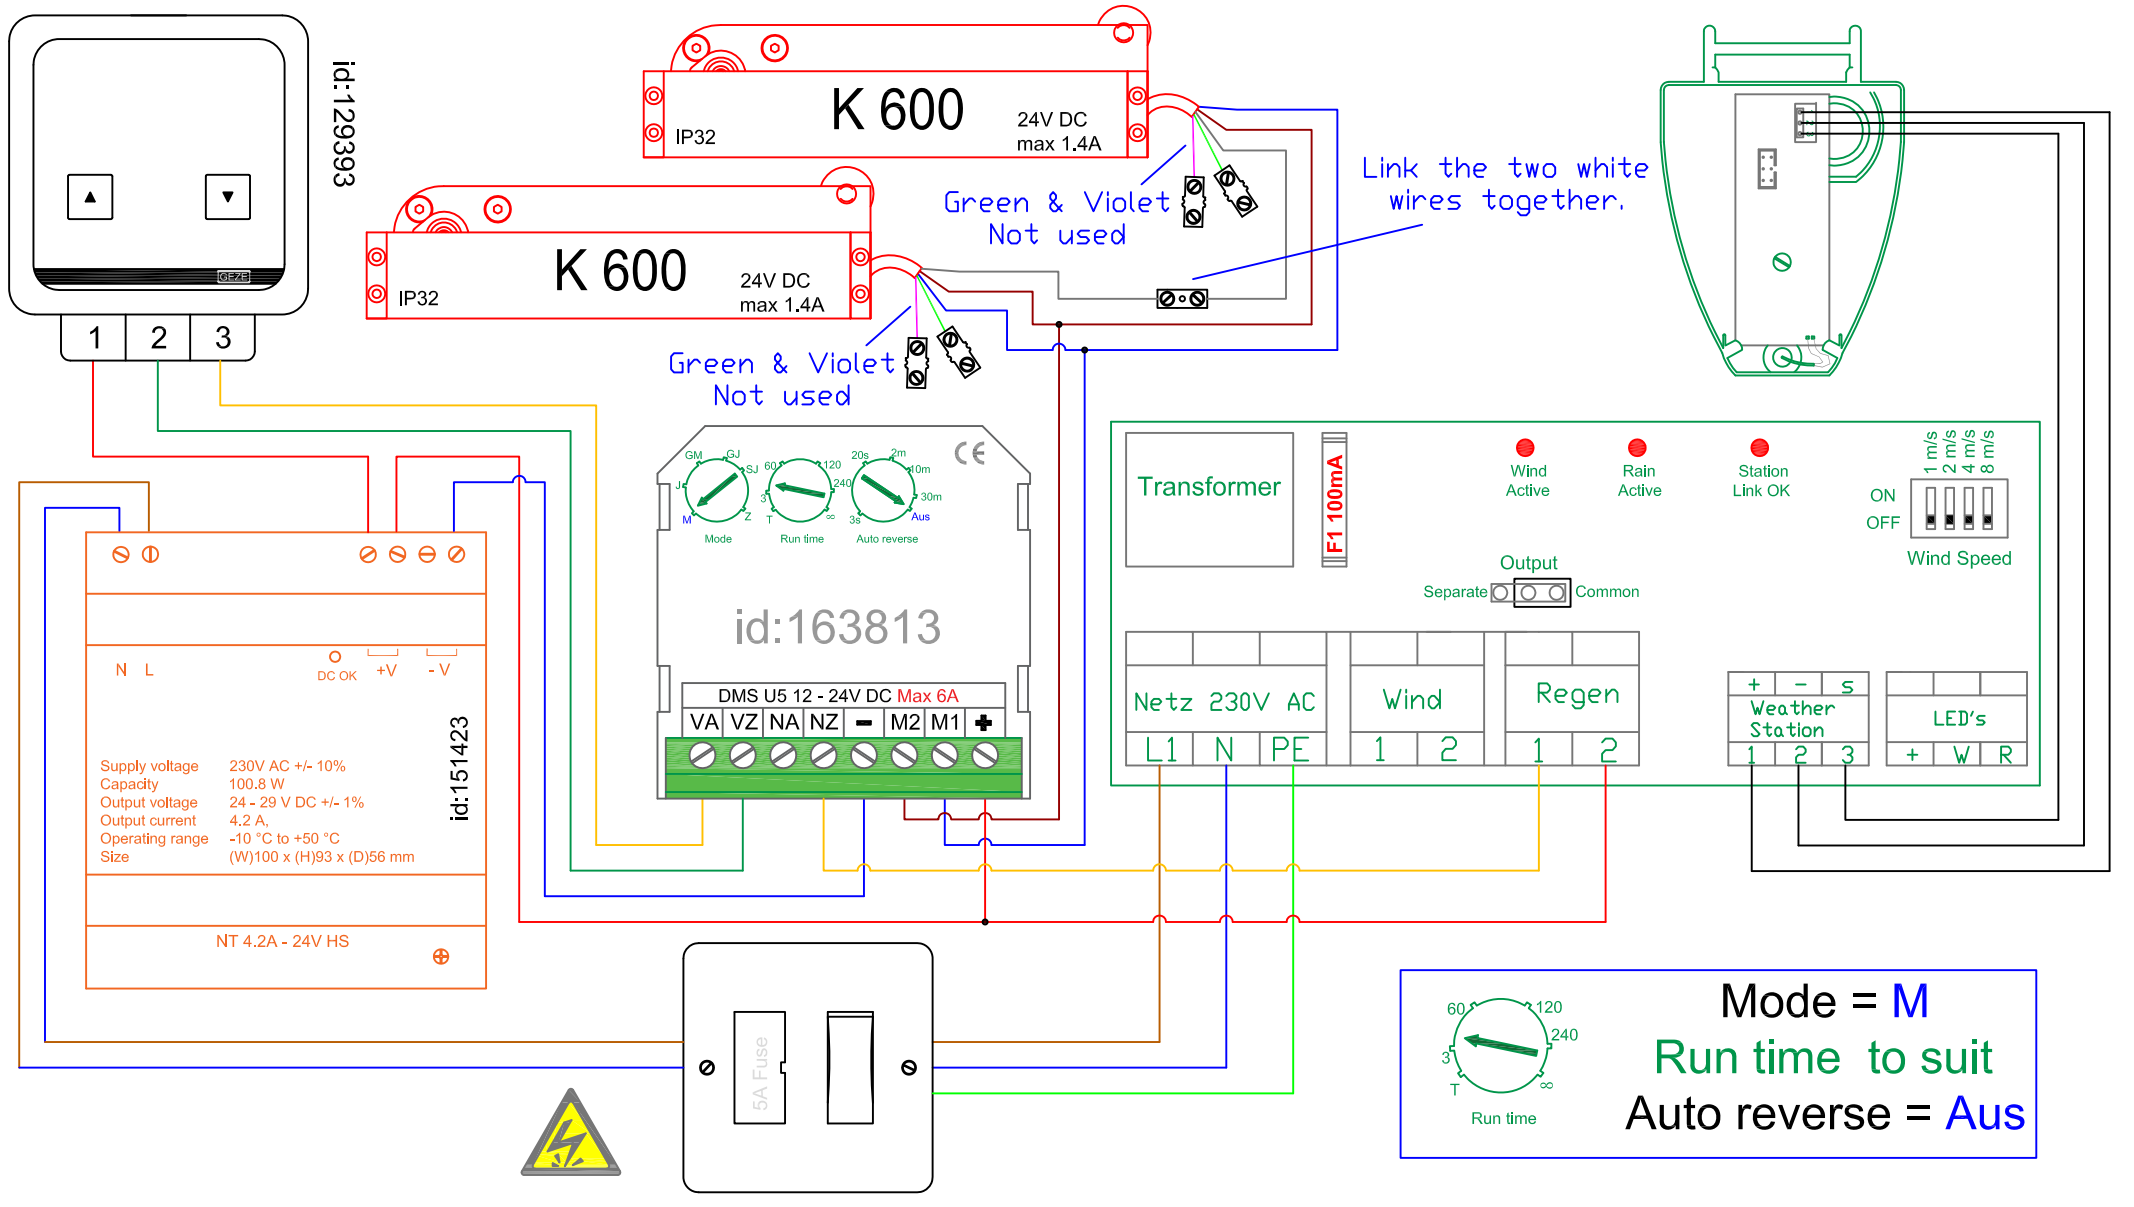 id:129393
▲
▼
GEZE
1 2 3
K 600
IP32
24V DC
max 1.4A
K 600
IP32
24V DC
max 1.4A
Green & Violet
Not used
Link the two white
wires together.
Green & Violet
Not used
GM GJ SJ J M Z
Mode
60 120 240 3 T ∞
Run time
20s 2m 10m 30m 3s Aus
Auto reverse
CE
id:163813
DMS U5 12 - 24V DC Max 6A
VA VZ NA NZ - M2 M1 +
N L
DC OK
+V
- V
Supply voltage 230V AC +/- 10%
Capacity 100.8 W
Output voltage 24 - 29 V DC +/- 1%
Output current 4.2 A,
Operating range -10 °C to +50 °C
Size (W)100 x (H)93 x (D)56 mm
id:151423
NT 4.2A - 24V HS
Transformer
F1 100mA
Wind
Active
Rain
Active
Station
Link OK
1 m/s
2 m/s
4 m/s
8 m/s
ON
OFF
Wind Speed
Output
Separate
Common
Netz 230V AC
L1 N PE
Wind
1 2
Regen
1 2
+ - s
Weather
Station
1 2 3
LED's
+ W R
5A Fuse
60 120 240 3 T ∞
Run time
Mode = M
Run time to suit
Auto reverse = Aus